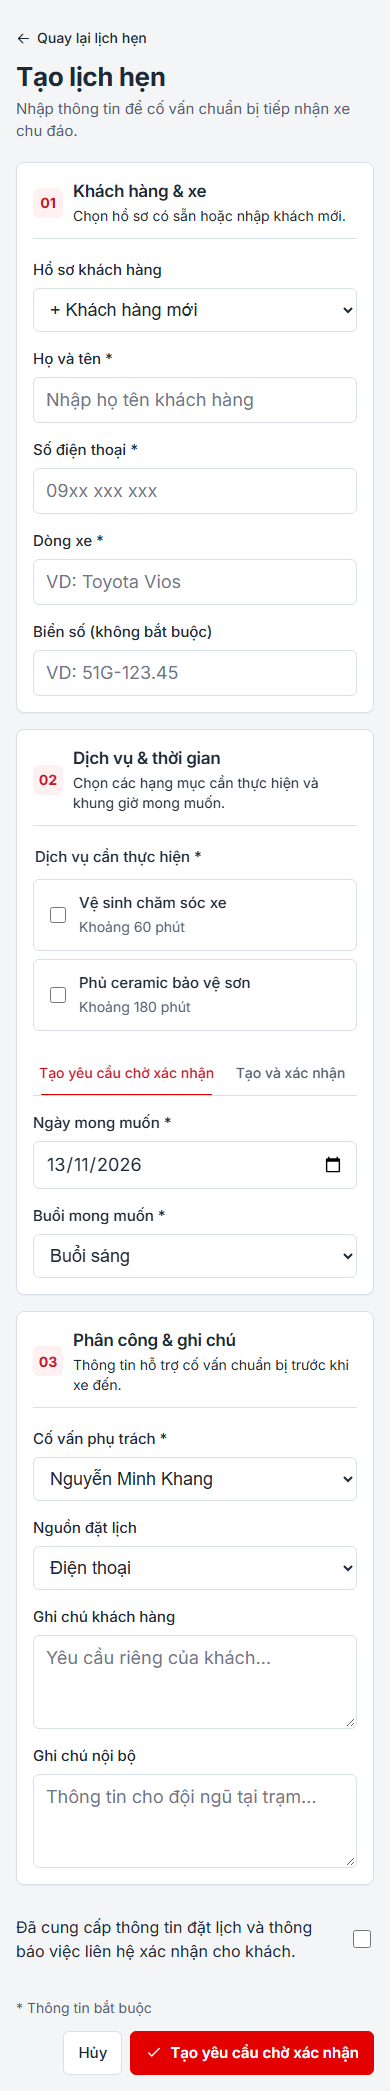 ← Quay lại lịch hẹn
Tạo lịch hẹn
Nhập thông tin để cố vấn chuẩn bị tiếp nhận xe
chu đáo.
01
Khách hàng & xe
Chọn hồ sơ có sẵn hoặc nhập khách mới.
Hồ sơ khách hàng
+ Khách hàng mới
Họ và tên *
Nhập họ tên khách hàng
Số điện thoại *
09xx xxx xxx
Dòng xe *
VD: Toyota Vios
Biển số (không bắt buộc)
VD: 51G-123.45
02
Dịch vụ & thời gian
Chọn các hạng mục cần thực hiện và
khung giờ mong muốn.
Dịch vụ cần thực hiện *
Vệ sinh chăm sóc xe
Khoảng 60 phút
Phủ ceramic bảo vệ sơn
Khoảng 180 phút
Tạo yêu cầu chờ xác nhận Tạo và xác nhận
Ngày mong muốn *
13/11/2026
Buổi mong muốn *
Buổi sáng
03
Phân công & ghi chú
Thông tin hỗ trợ cố vấn chuẩn bị trước khi
xe đến.
Cố vấn phụ trách *
Nguyễn Minh Khang
Nguồn đặt lịch
Điện thoại
Ghi chú khách hàng
Yêu cầu riêng của khách...
Ghi chú nội bộ
Thông tin cho đội ngũ tại trạm...
Đã cung cấp thông tin đặt lịch và thông
báo việc liên hệ xác nhận cho khách.
* Thông tin bắt buộc
Hủy ✓ Tạo yêu cầu chờ xác nhận